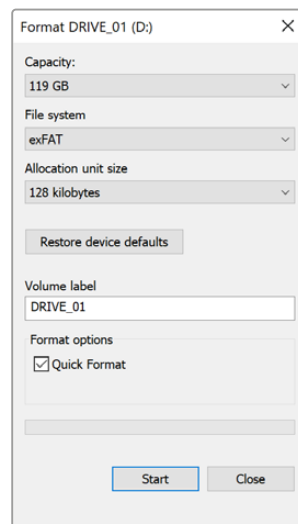 Format DRIVE_01 (D:)
Capacity:
119 GB
File system
exFAT
Allocation unit size
128 kilobytes
Restore device defaults
Volume label
DRIVE_01
Format options
Quick Format
Start Close